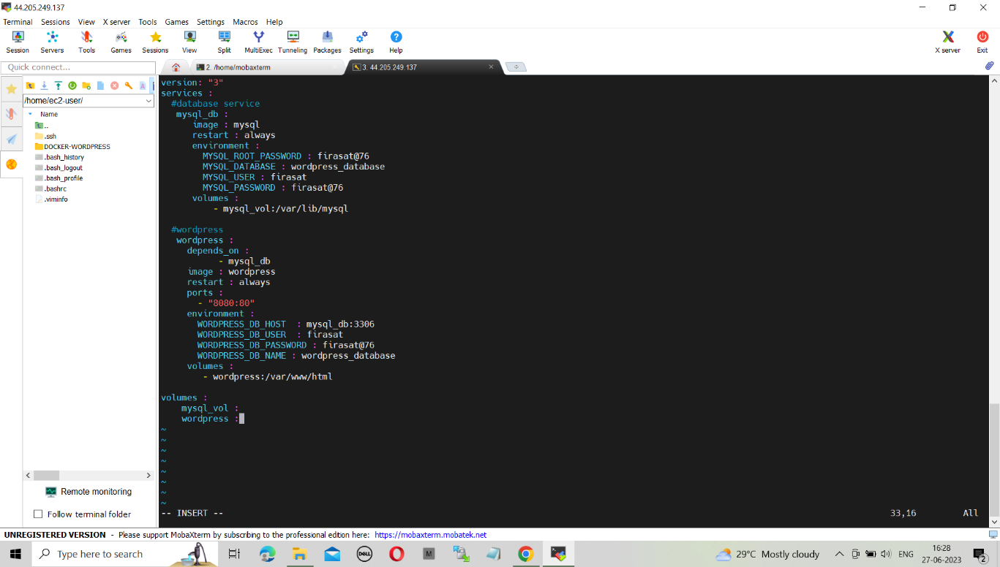 44.205.249.137
Terminal Sessions View X server Tools Games Settings Macros Help
Session Servers Tools Games Sessions View Split MultiExec Tunneling Packages Settings Help X server Exit
Quick connect...
2. /home/mobaxterm
3. 44.205.249.137
/home/ec2-user/
Name
..
.ssh
DOCKER-WORDPRESS
.bash_history
.bash_logout
.bash_profile
.bashrc
.viminfo
Remote monitoring
Follow terminal folder
version: "3"
services :
#database service
mysql_db :
image : mysql
restart : always
environment :
MYSQL_ROOT_PASSWORD : firasat@76
MYSQL_DATABASE : wordpress_database
MYSQL_USER : firasat
MYSQL_PASSWORD : firasat@76
volumes :
- mysql_vol:/var/lib/mysql
#wordpress
wordpress :
depends_on :
- mysql_db
image : wordpress
restart : always
ports :
- "8080:80"
environment :
WORDPRESS_DB_HOST : mysql_db:3306
WORDPRESS_DB_USER : firasat
WORDPRESS_DB_PASSWORD : firasat@76
WORDPRESS_DB_NAME : wordpress_database
volumes :
- wordpress:/var/www/html
volumes :
mysql_vol :
wordpress :
~
~
~
~
~
~
~
~
-- INSERT -- 33,16 All
UNREGISTERED VERSION - Please support MobaXterm by subscribing to the professional edition here: https://mobaxterm.mobatek.net
Type here to search
DELL
M
29°C Mostly cloudy
ENG
16:28
27-06-2023
2